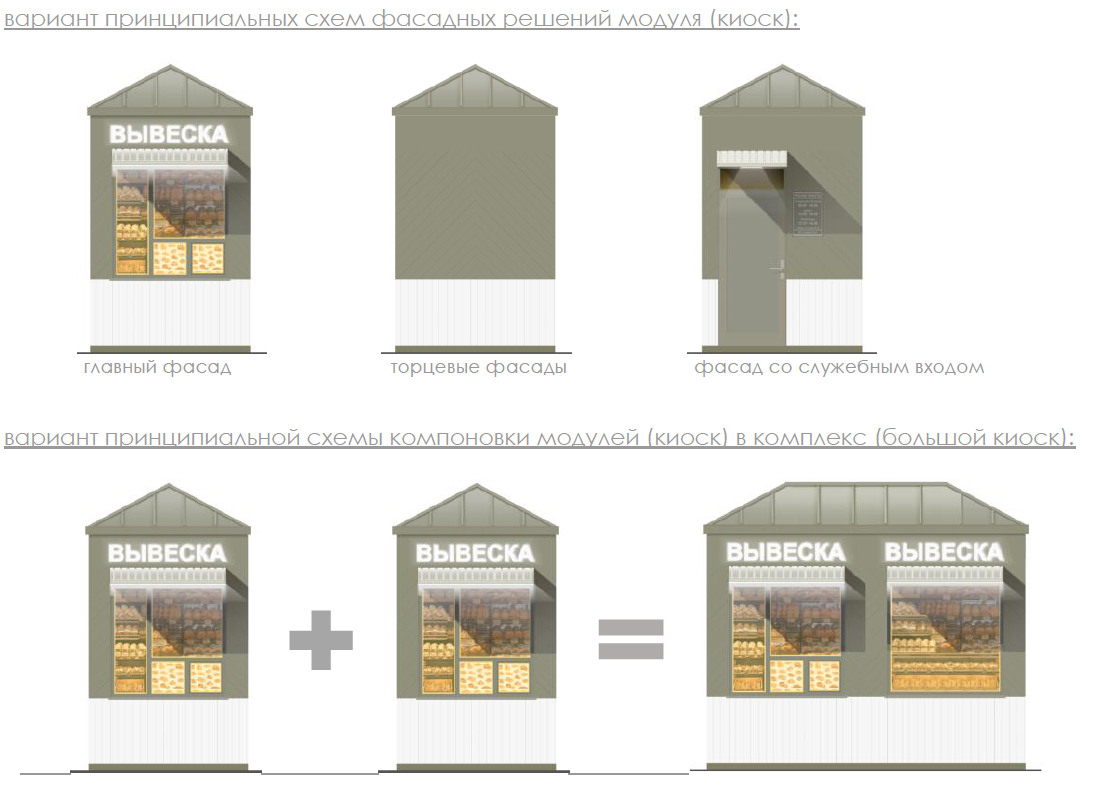 вариант принципиальных схем фасадных решений модуля (киоск):
ВЫВЕСКА
главный фасад
торцевые фасады
фасад со служебным входом
вариант принципиальной схемы компоновки модулей (киоск) в комплекс (большой киоск):
ВЫВЕСКА
+
ВЫВЕСКА
=
ВЫВЕСКА
ВЫВЕСКА